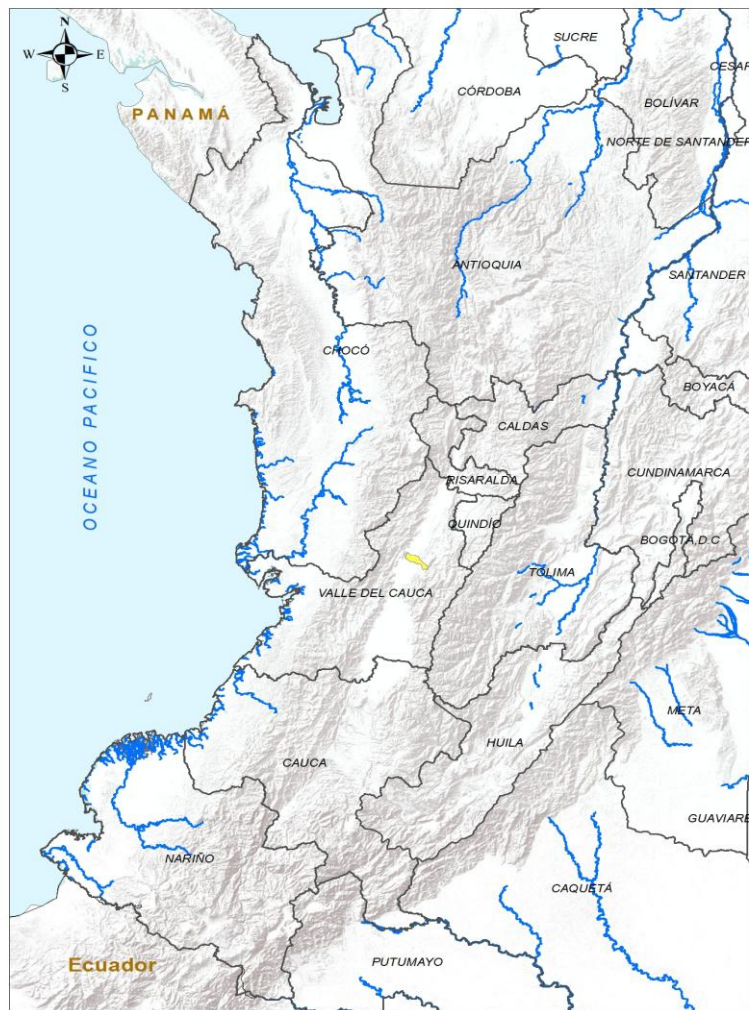 N
W E
S
SUCRE
CESAR
CÓRDOBA
BOLÍVAR
PANAMÁ
NORTE DE SANTANDER
ANTIOQUIA
SANTANDER
OCEANO PACIFICO
CHOCÓ
BOYACÁ
CALDAS
CUNDINAMARCA
RISARALDA
QUINDÍO
BOGOTÁ, D.C
TOLIMA
VALLE DEL CAUCA
META
HUILA
CAUCA
GUAVIARE
NARIÑO
CAQUETÁ
Ecuador
PUTUMAYO